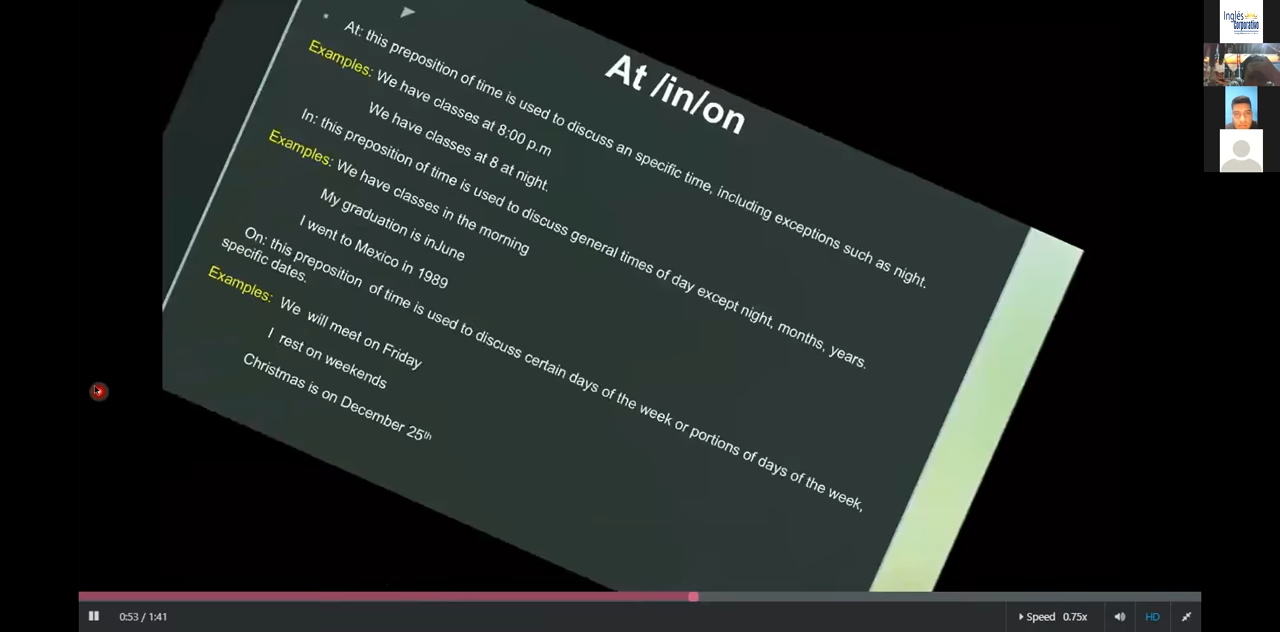 At /in/on
At: this preposition of time is used to discuss an specific time, including exceptions such as night.
Examples: We have classes at 8:00 p.m
We have classes at 8 at night.
In: this preposition of time is used to discuss general times of day except night, months, years.
Examples: We have classes in the morning
My graduation is inJune
I went to Mexico in 1989
On: this preposition of time is used to discuss certain days of the week or portions of days of the week,
specific dates.
Examples: We will meet on Friday
I rest on weekends
Christmas is on December 25th
Inglés
Corporativo
0:53 / 1:41
Speed 0.75x
HD